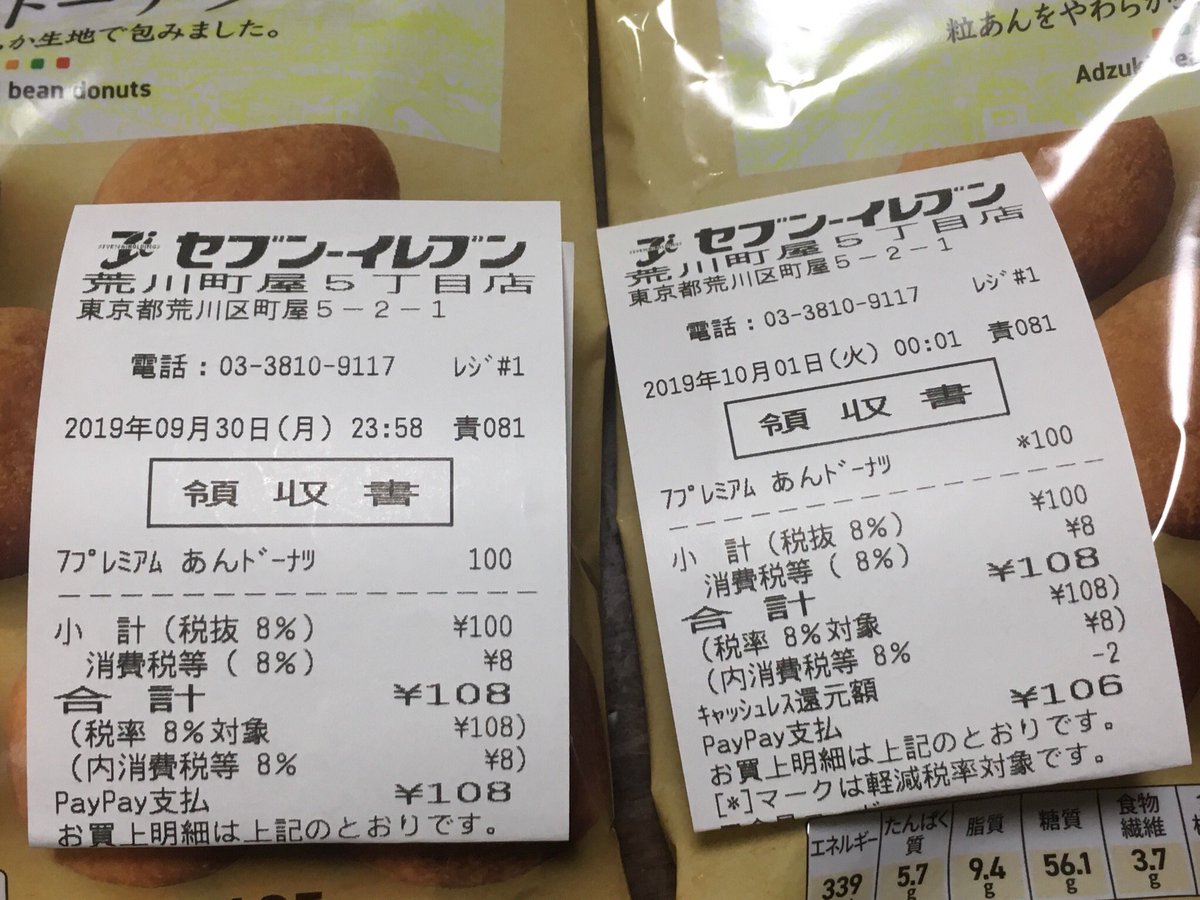 か生地で包みました。
bean donuts
粒あんをやわらか
Adzuk
セブン-イレブン
荒川町屋5丁目店
東京都荒川区町屋5-2-1
電話：03-3810-9117 ﾚｼﾞ#1
2019年09月30日(月) 23:58 責081
領収書
7プレミアム あんドーナツ 100
小 計(税抜 8%) ¥100
消費税等( 8%) ¥8
合 計 ¥108
(税率 8%対象 ¥108)
(内消費税等 8% ¥8)
PayPay支払 ¥108
お買上明細は上記のとおりです。
セブン-イレブン
荒川町屋5丁目店
東京都荒川区町屋5-2-1
電話：03-3810-9117 ﾚｼﾞ#1
2019年10月01日(火) 00:01 責081
領収書
7プレミアム あんドーナツ *100
小 計(税抜 8%) ¥100
消費税等( 8%) ¥8
合 計 ¥108
(税率 8%対象 ¥108)
(内消費税等 8% ¥8)
キャッシュレス還元額 -2
PayPay支払 ¥106
お買上明細は上記のとおりです。
[*]マークは軽減税率対象です。
エネルギー たんぱく質 脂質 糖質 食物繊維
339 5.7g 9.4g 56.1g 3.7g